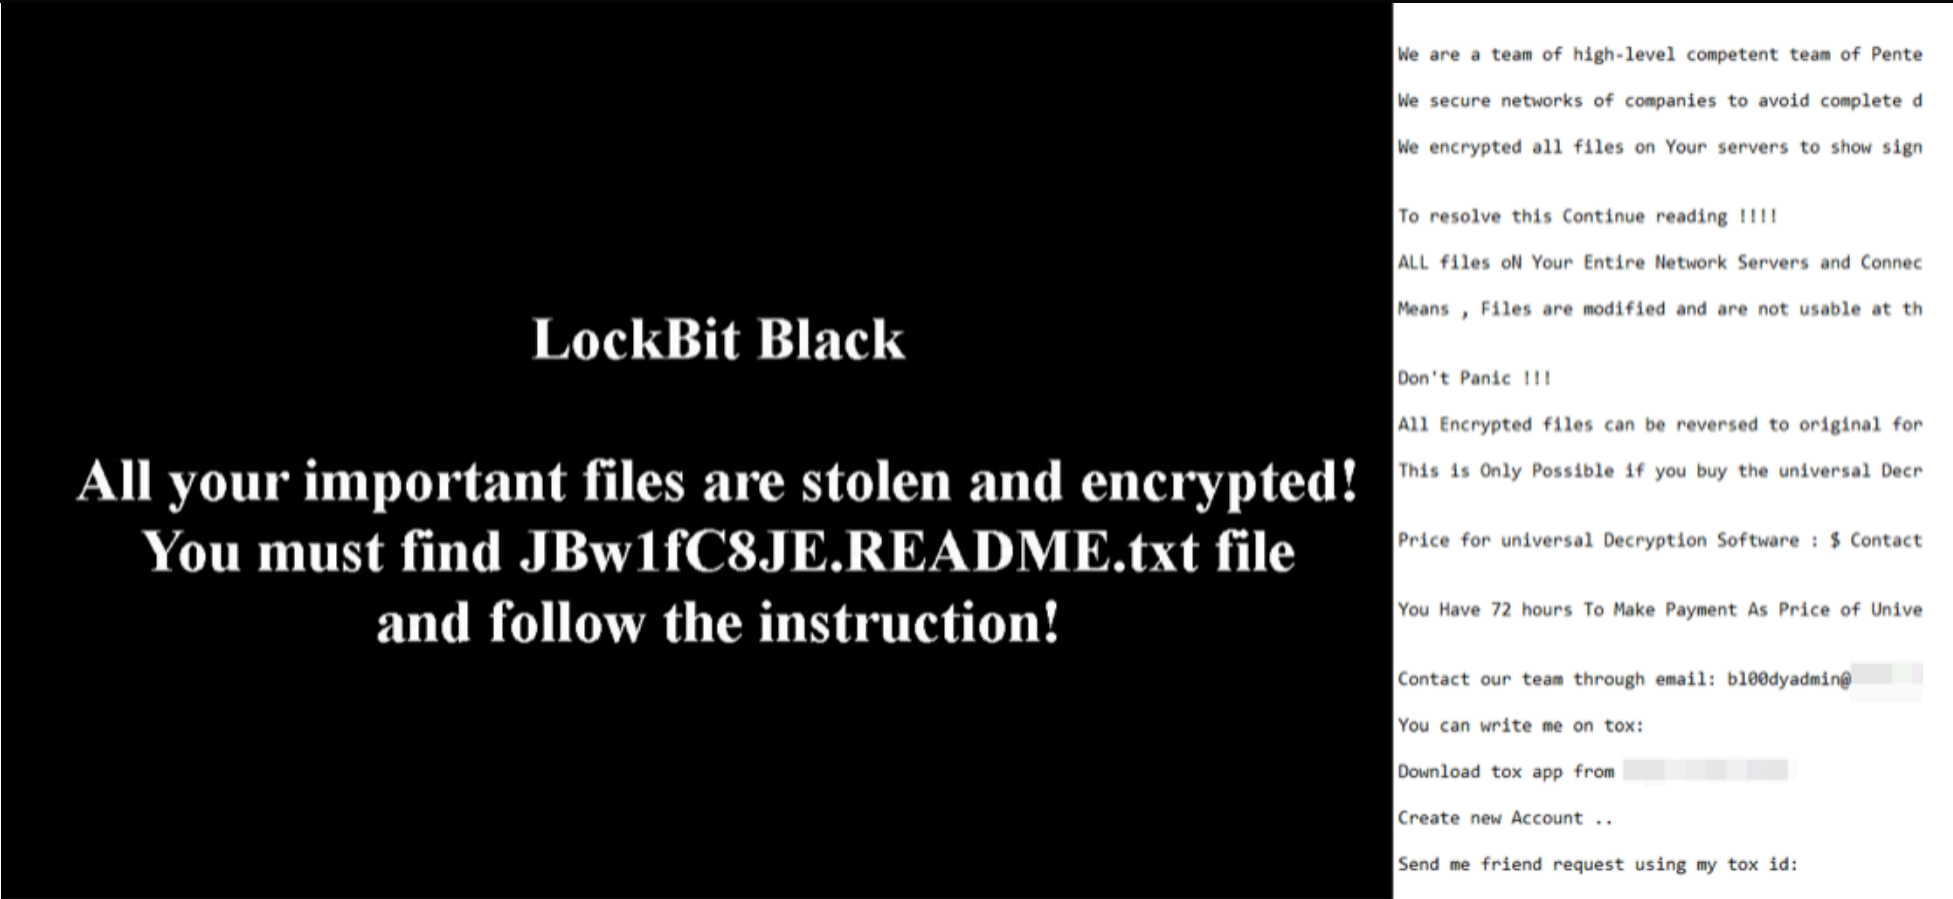 LockBit Black
All your important files are stolen and encrypted!
You must find JBw1fC8JE.README.txt file
and follow the instruction!
We are a team of high-level competent team of Pente
We secure networks of companies to avoid complete d
We encrypted all files on Your servers to show sign
To resolve this Continue reading !!!!
ALL files oN Your Entire Network Servers and Connec
Means , Files are modified and are not usable at th
Don't Panic !!!
All Encrypted files can be reversed to original for
This is Only Possible if you buy the universal Decr
Price for universal Decryption Software : $ Contact
You Have 72 hours To Make Payment As Price of Unive
Contact our team through email: bl00dyadmin@
You can write me on tox:
Download tox app from
Create new Account ..
Send me friend request using my tox id: